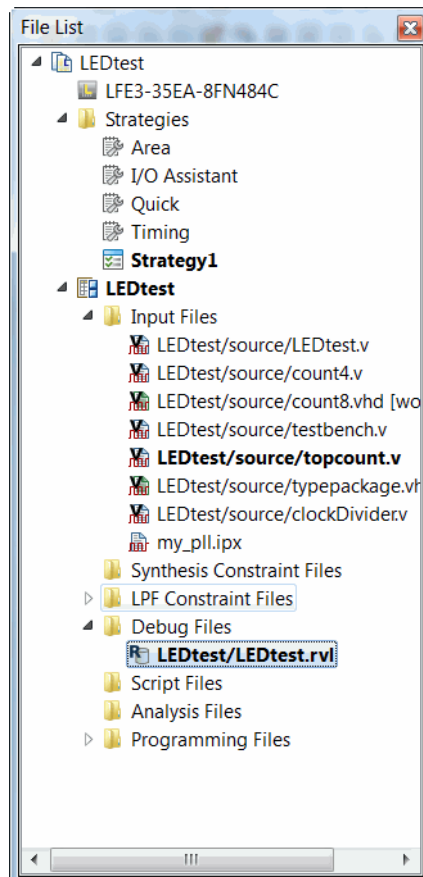 File List
LEDtest
LFE3-35EA-8FN484C
Strategies
Area
I/O Assistant
Quick
Timing
Strategy1
LEDtest
Input Files
LEDtest/source/LEDtest.v
LEDtest/source/count4.v
LEDtest/source/count8.vhd [wo
LEDtest/source/testbench.v
LEDtest/source/topcount.v
LEDtest/source/typepackage.vh
LEDtest/source/clockDivider.v
my_pll.ipx
Synthesis Constraint Files
LPF Constraint Files
Debug Files
LEDtest/LEDtest.rvl
Script Files
Analysis Files
Programming Files